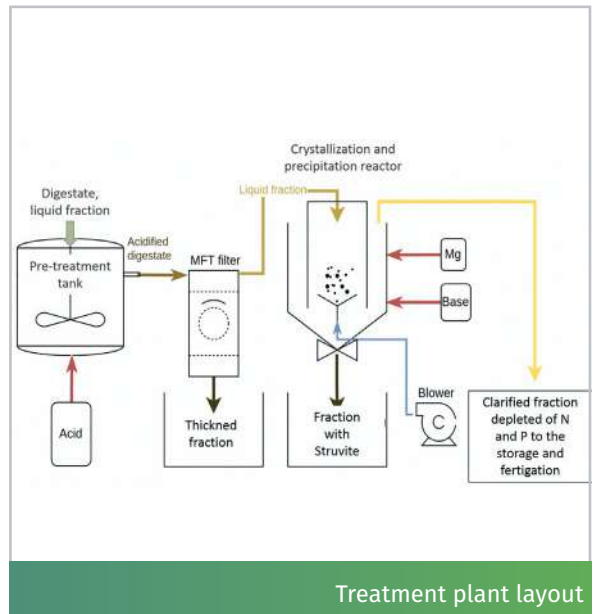 Crystallization and
precipitation reactor
Digestate,
liquid fraction
Liquid fraction
Acidified
digestate
MFT filter
Pre-treatment
tank
Mg
Base
Acid
Thickned
fraction
Fraction
with
Struvite
Blower
C
Clarified fraction
depleted of N
and P to the
storage and
fertigation
Treatment plant layout